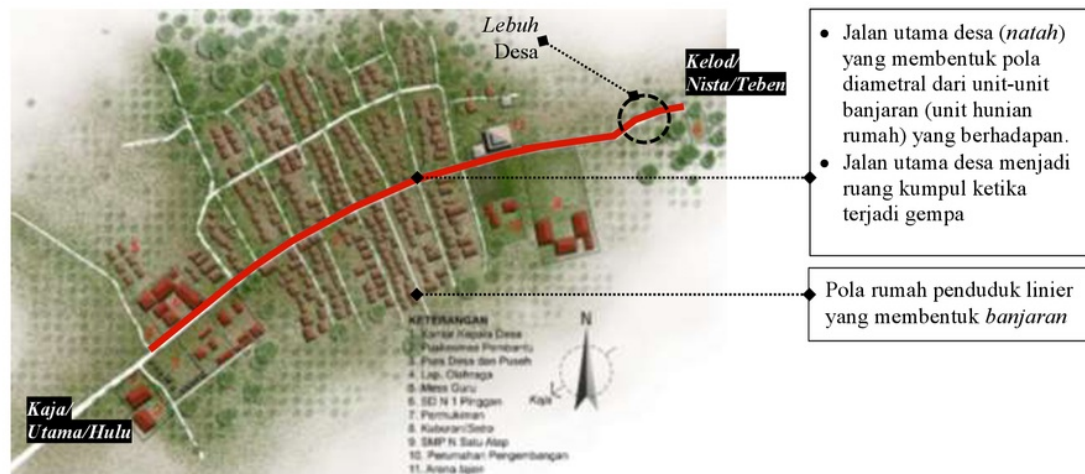 Lebuh
Desa
Kelod/
Nista/Teben
• Jalan utama desa (natah)
yang membentuk pola
diametral dari unit-unit
banjaran (unit hunian
rumah) yang berhadapan.
• Jalan utama desa menjadi
ruang kumpul ketika
terjadi gempa
Pola rumah penduduk linier
yang membentuk banjaran
KETERANGAN
1. Kantor Kepala Desa
2. Puskesmas Pembantu
3. Pura Desa dan Puseh
4. Lap. Olahraga
5. Mess Guru
6. SD N 1 Pinggan
7. Permukiman
8. Kuburan/Setra
9. SMP N Satu Atap
10. Perumahan Pengembangan
11. Arena tajen
N
Kaja
Kaja/
Utama/Hulu